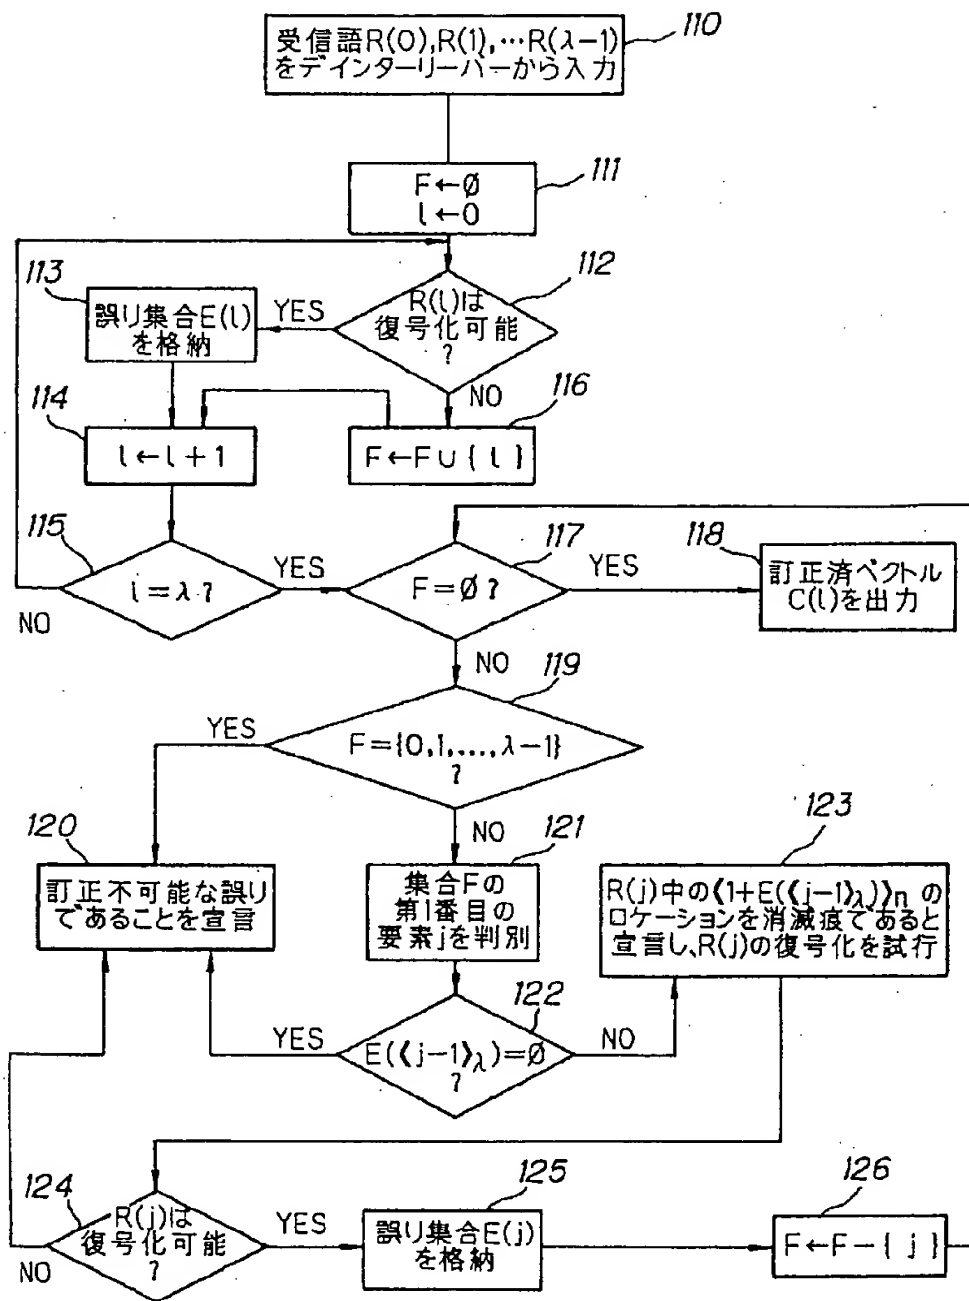 110
受信語R(0),R(1),…R(λ-1)
をデインターリーバーから入力
111
F←∅
l←0
112
R(l)は
復号化可能
?
YES
NO
113
誤り集合E(l)
を格納
114
l←l+1
116
F←F∪{l}
115
i=λ?
YES
NO
117
F=∅?
YES
NO
118
訂正済ベクトル
C(l)を出力
119
F={0,1,...,λ-1}
?
YES
NO
120
訂正不可能な誤り
であることを宣言
121
集合Fの
第1番目の
要素jを判別
122
E(《j-1》λ)=∅
?
YES
NO
123
R(j)中の《1+E(《j-1》λ)》n の
ロケーションを消滅痕であると
宣言し、R(j)の復号化を試行
124
R(j)は
復号化可能
?
YES
NO
125
誤り集合E(j)
を格納
126
F←F-{j}